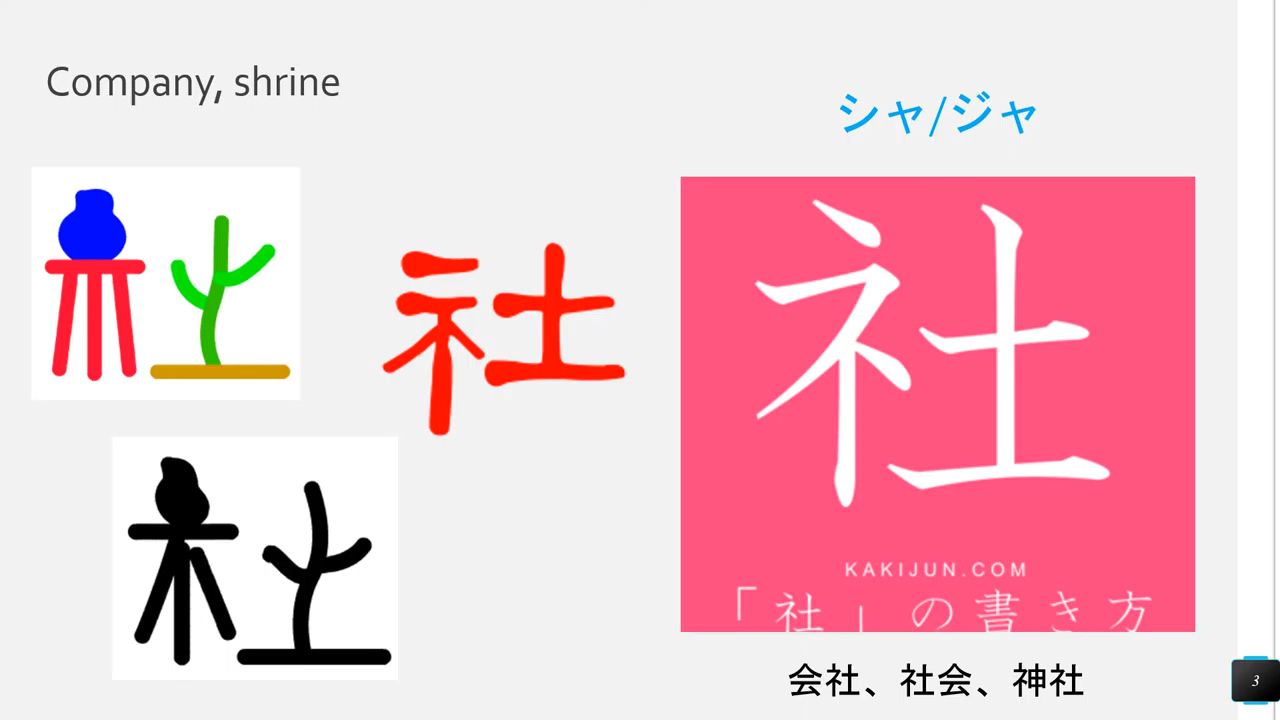 Company, shrine
シャ/ジャ
社
社
KAKIJUN.COM
「社」の書き方
会社、社会、神社
3